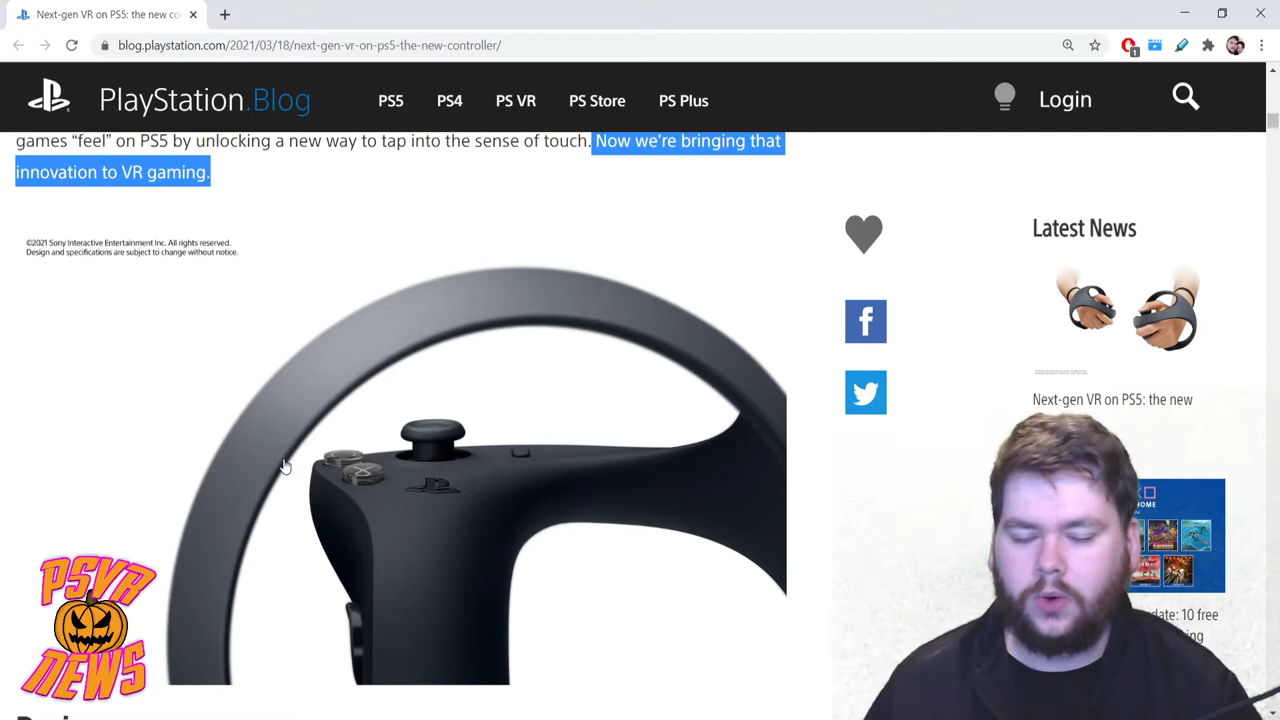 Next-gen VR on PS5: the new co
blog.playstation.com/2021/03/18/next-gen-vr-on-ps5-the-new-controller/
1
PlayStation.Blog
PS5
PS4
PS VR
PS Store
PS Plus
Login
games “feel” on PS5 by unlocking a new way to tap into the sense of touch. Now we’re bringing that
innovation to VR gaming.
©2021 Sony Interactive Entertainment Inc. All rights reserved.
Design and specifications are subject to change without notice.
Latest News
Next-gen VR on PS5: the new
HOME
date: 10 free
PSVR
NEWS